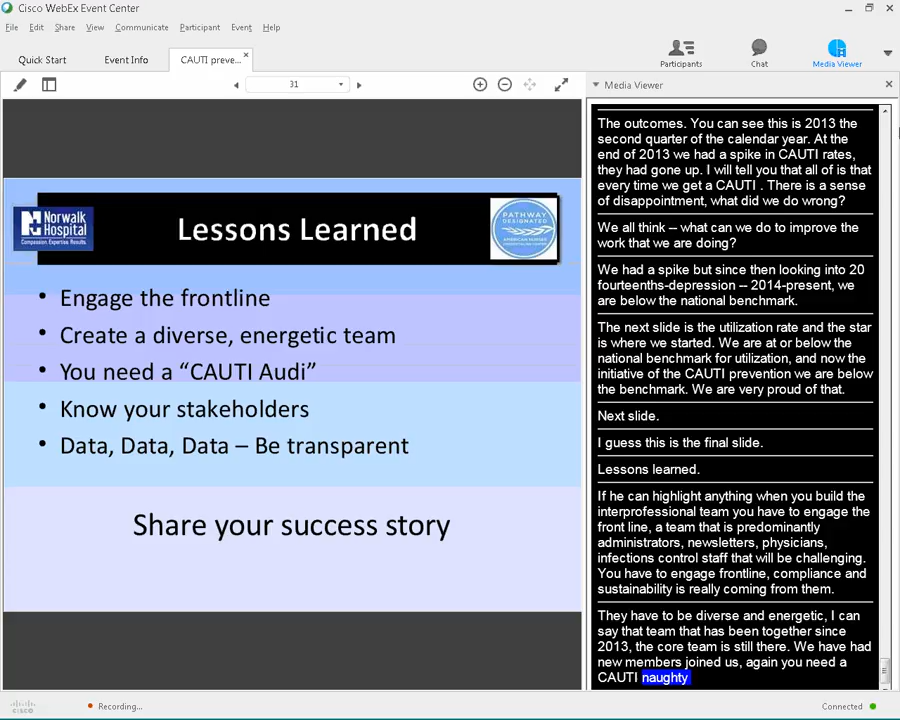 Cisco WebEx Event Center
File Edit Share View Communicate Participant Event Help
Quick Start Event Info CAUTI preve... Participants Chat Media Viewer
31
Media Viewer
Norwalk
Hospital
Compassion. Expertise. Results.
Lessons Learned
PATHWAY
DESIGNATED
AMERICAN NURSES
CREDENTIALING CENTER
• Engage the frontline
• Create a diverse, energetic team
• You need a “CAUTI Audi”
• Know your stakeholders
• Data, Data, Data – Be transparent
Share your success story
The outcomes. You can see this is 2013 the
second quarter of the calendar year. At the
end of 2013 we had a spike in CAUTI rates,
they had gone up. I will tell you that all of is that
every time we get a CAUTI . There is a sense
of disappointment, what did we do wrong?
We all think -- what can we do to improve the
work that we are doing?
We had a spike but since then looking into 20
fourteenths-depression -- 2014-present, we
are below the national benchmark.
The next slide is the utilization rate and the star
is where we started. We are at or below the
national benchmark for utilization, and now the
initiative of the CAUTI prevention we are below
the benchmark. We are very proud of that.
Next slide.
I guess this is the final slide.
Lessons learned.
If he can highlight anything when you build the
interprofessional team you have to engage the
front line, a team that is predominantly
administrators, newsletters, physicians,
infections control staff that will be challenging.
You have to engage frontline, compliance and
sustainability is really coming from them.
They have to be diverse and energetic, I can
say that team that has been together since
2013, the core team is still there. We have had
new members joined us, again you need a
CAUTI naughty
cisco
Recording...
Connected